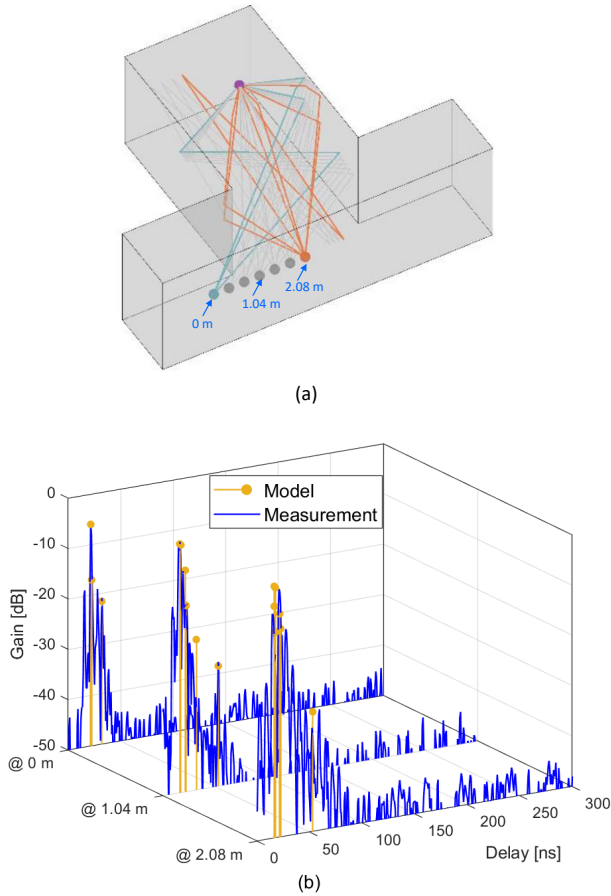 0 m
1.04 m
2.08 m
(a)
0
-10
-20
-30
-40
-50
Gain [dB]
Model
Measurement
@ 0 m
@ 1.04 m
@ 2.08 m
0
50
100
150
200
250
300
Delay [ns]
(b)